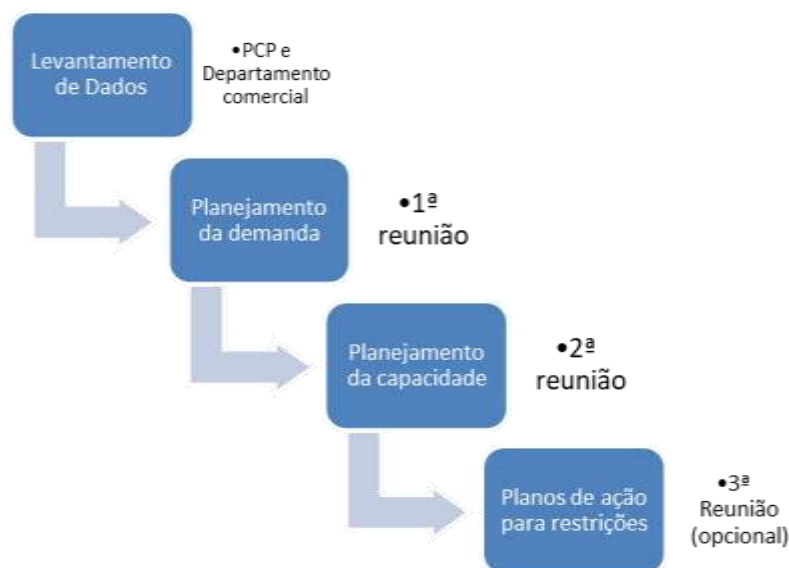 Levantamento
de Dados
•PCP e
Departamento
comercial
Planejamento
da demanda
•1ª
reunião
Planejamento
da capacidade
•2ª
reunião
Planos de ação
para restrições
•3ª
Reunião
(opcional)